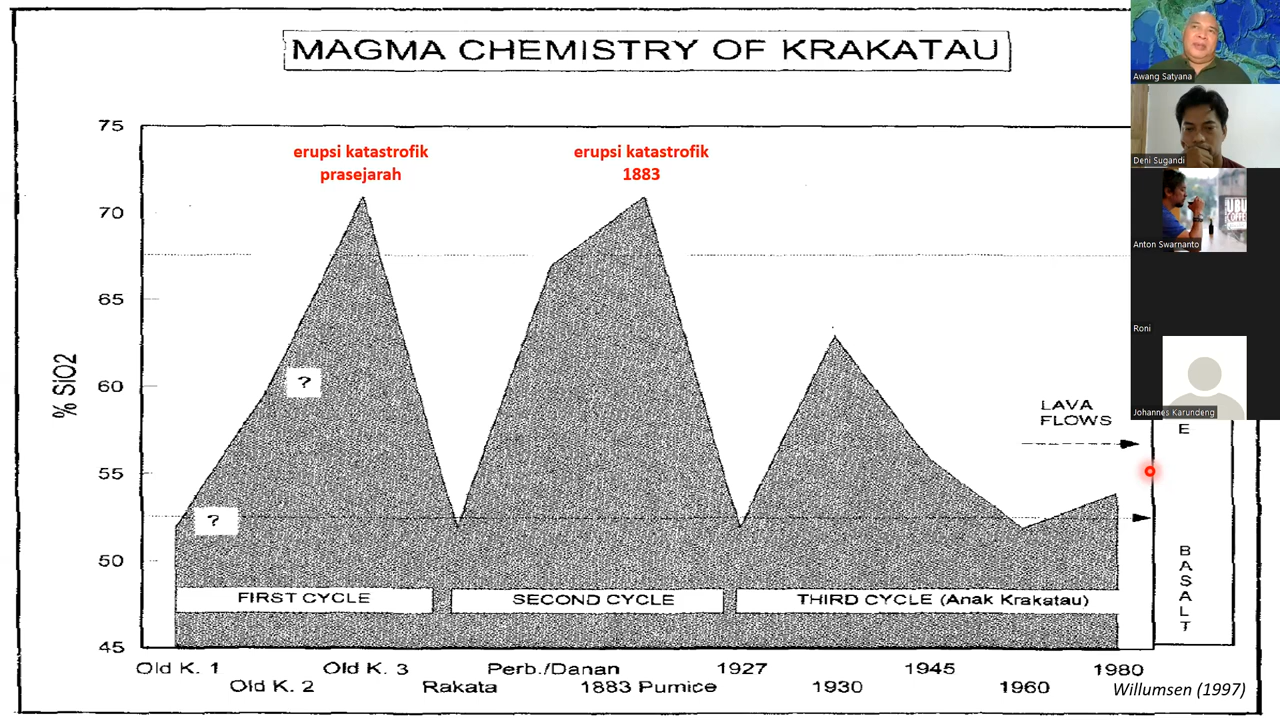 MAGMA CHEMISTRY OF KRAKATAU
Awang Satyana
Deni Sugandi
Anton Swarnanto
Roni
Johannes Karundeng
75
70
65
60
55
50
45
% SiO2
erupsi katastrofik
prasejarah
erupsi katastrofik
1883
?
?
LAVA
FLOWS
E
BASALT
FIRST CYCLE
SECOND CYCLE
THIRD CYCLE (Anak Krakatau)
Old K. 1
Old K. 2
Old K. 3
Rakata
Perb./Danan
1883 Pumice
1927
1930
1945
1960
1980
Willumsen (1997)